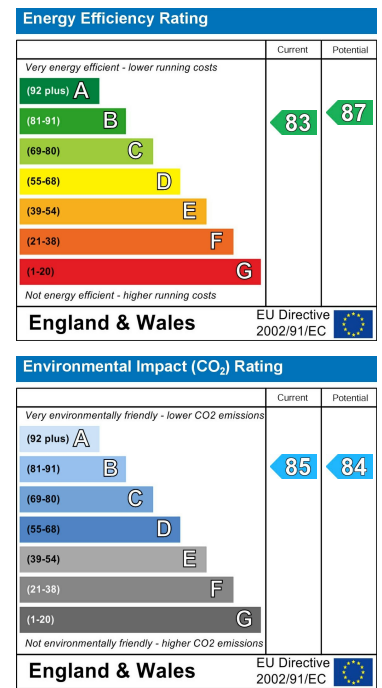 Energy Efficiency Rating
Current Potential
Very energy efficient - lower running costs
(92 plus) A
(81-91) B
(69-80) C
(55-68) D
(39-54) E
(21-38) F
(1-20) G
83 87
Not energy efficient - higher running costs
England & Wales
EU Directive
2002/91/EC
Environmental Impact (CO₂) Rating
Current Potential
Very environmentally friendly - lower CO2 emissions
(92 plus) A
(81-91) B
(69-80) C
(55-68) D
(39-54) E
(21-38) F
(1-20) G
85 84
Not environmentally friendly - higher CO2 emissions
England & Wales
EU Directive
2002/91/EC